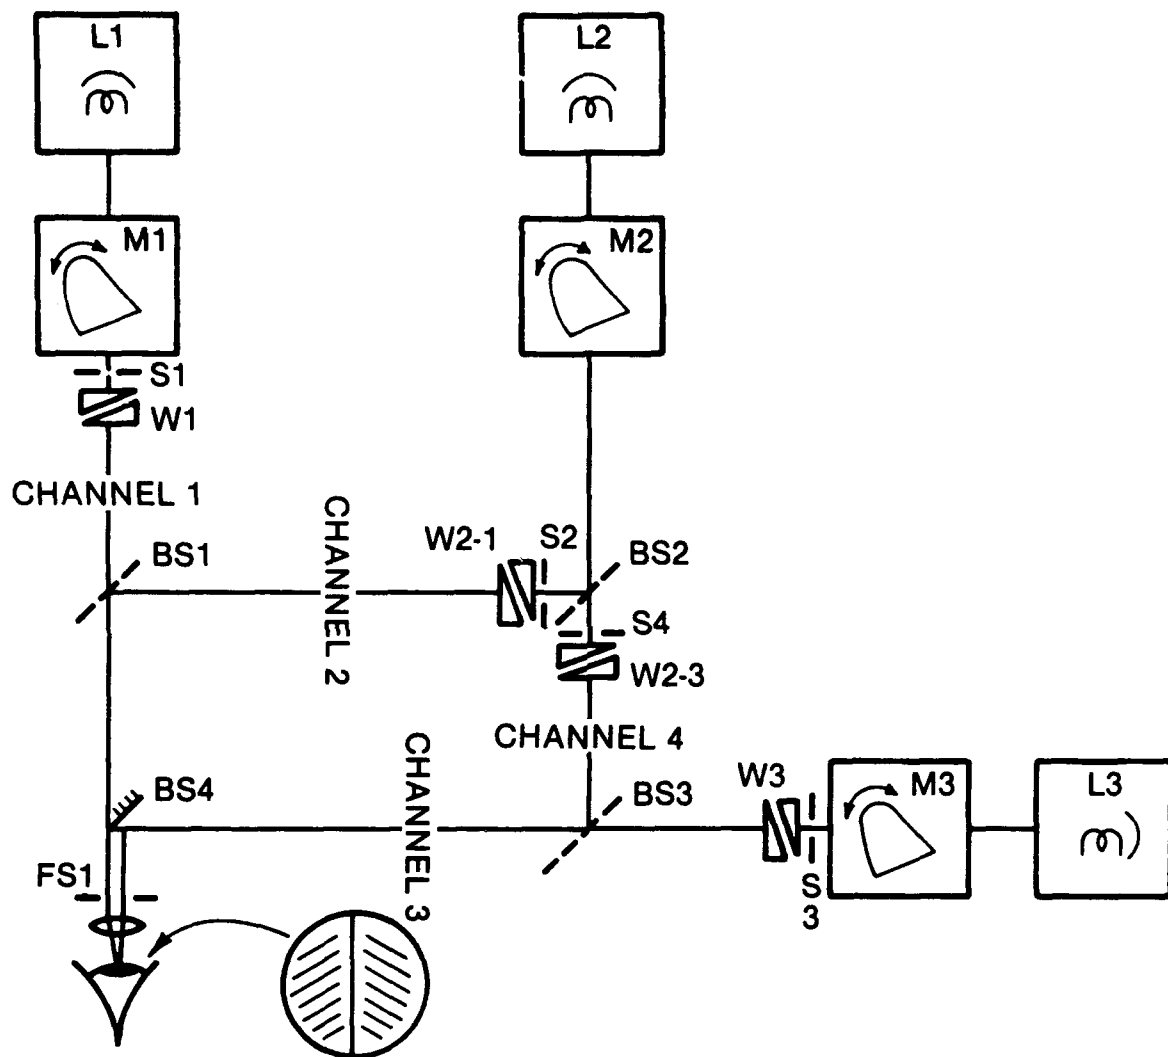 L1
L2
M1
M2
S1
W1
CHANNEL 1
CHANNEL 2
W2-1
S2
BS1
BS2
S4
W2-3
CHANNEL 4
CHANNEL 3
BS4
BS3
W3
M3
L3
FS1
S
3